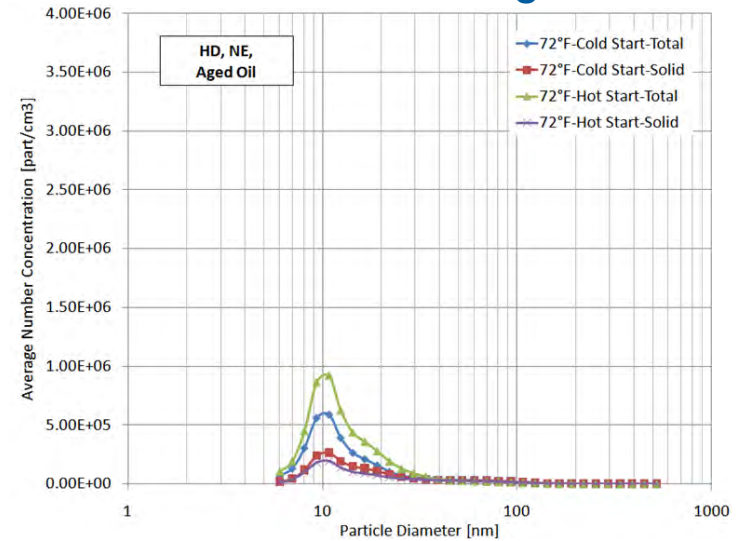 4.00E+06
3.50E+06
3.00E+06
2.50E+06
2.00E+06
1.50E+06
1.00E+06
5.00E+05
0.00E+00
Average Number Concentration [part/cm3]
HD, NE,
Aged Oil
72°F-Cold Start-Total
72°F-Cold Start-Solid
72°F-Hot Start-Total
72°F-Hot Start-Solid
1 10 100 1000
Particle Diameter [nm]